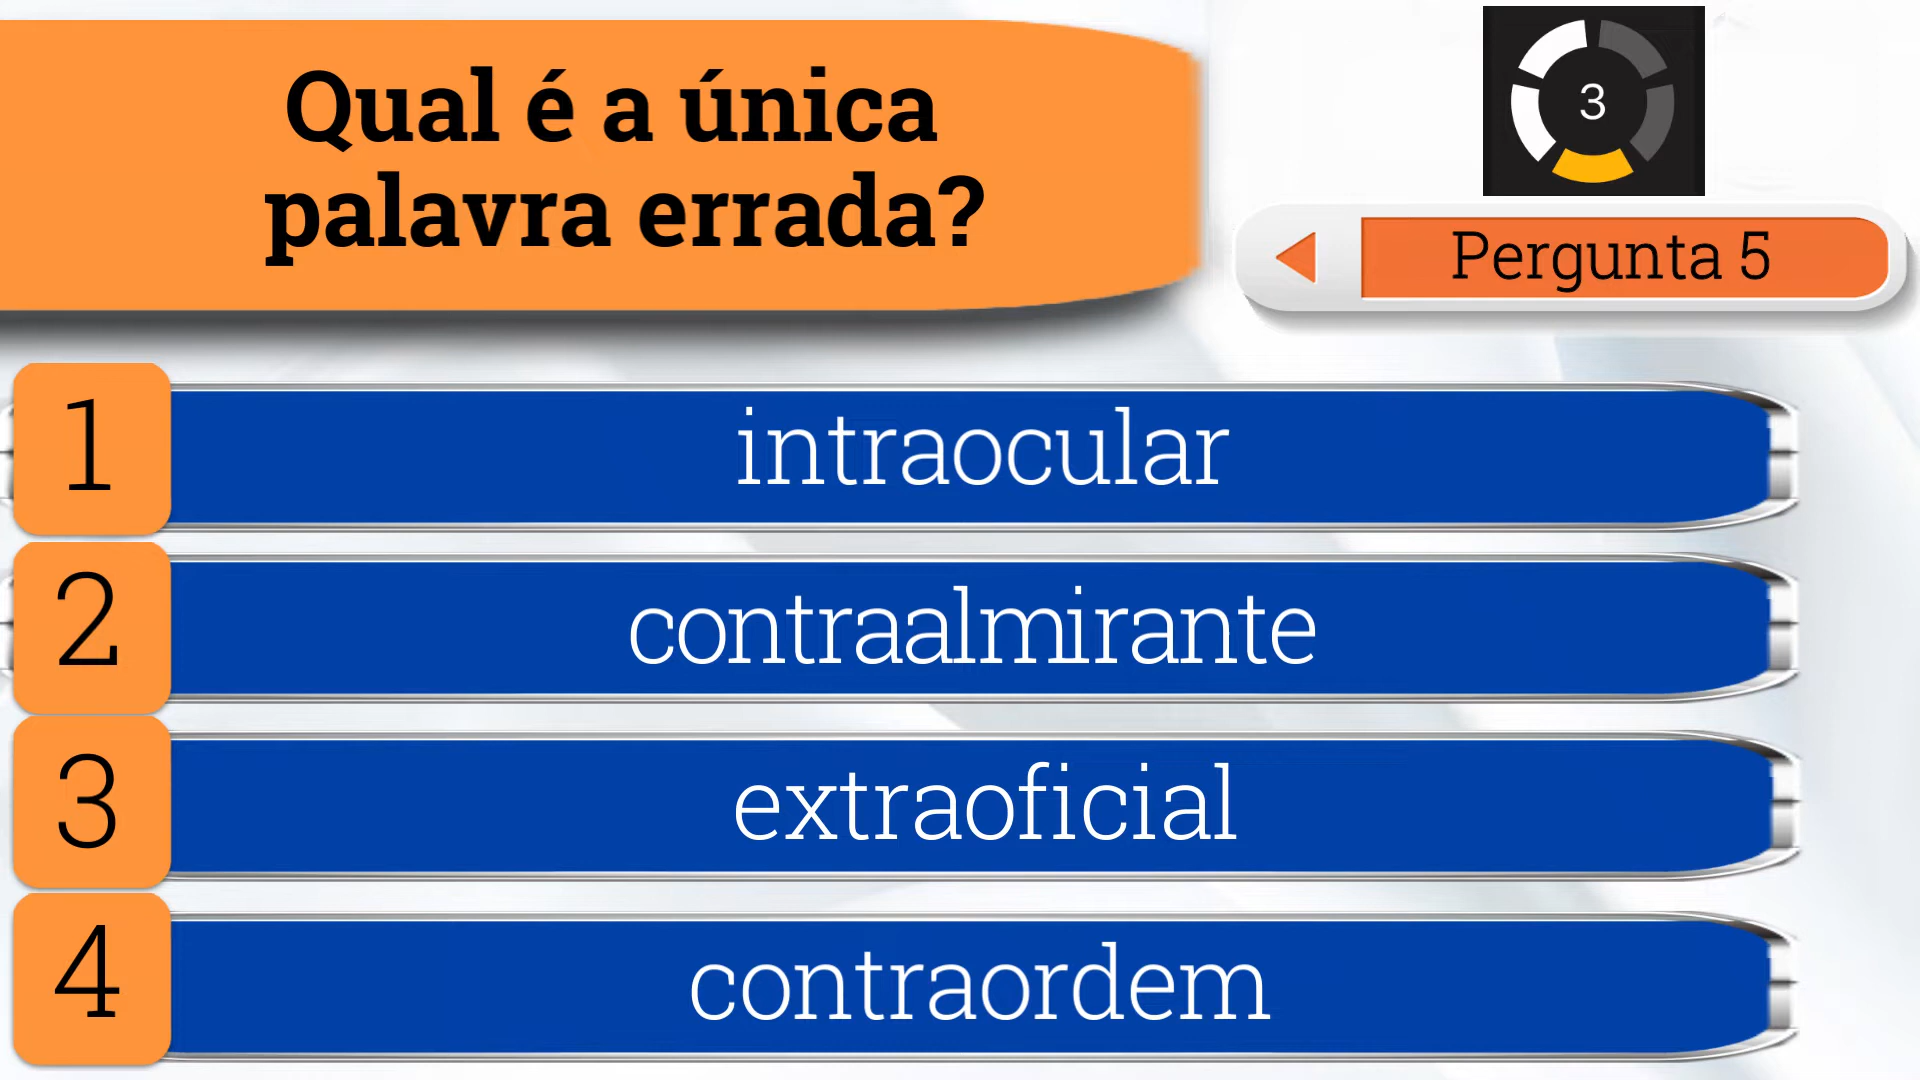 Qual é a única
palavra errada?
3
Pergunta 5
1
intraocular
2
contraalmirante
3
extraoficial
4
contraordem